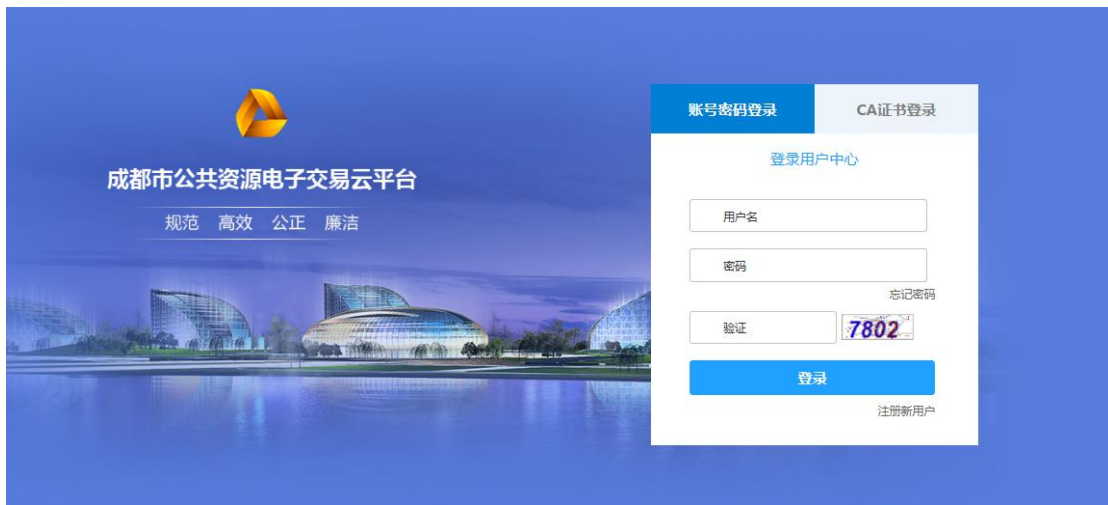 成都市公共资源电子交易云平台
规范 高效 公正 廉洁
账号密码登录 CA证书登录
登录用户中心
用户名
密码
忘记密码
验证 7802
登录
注册新用户